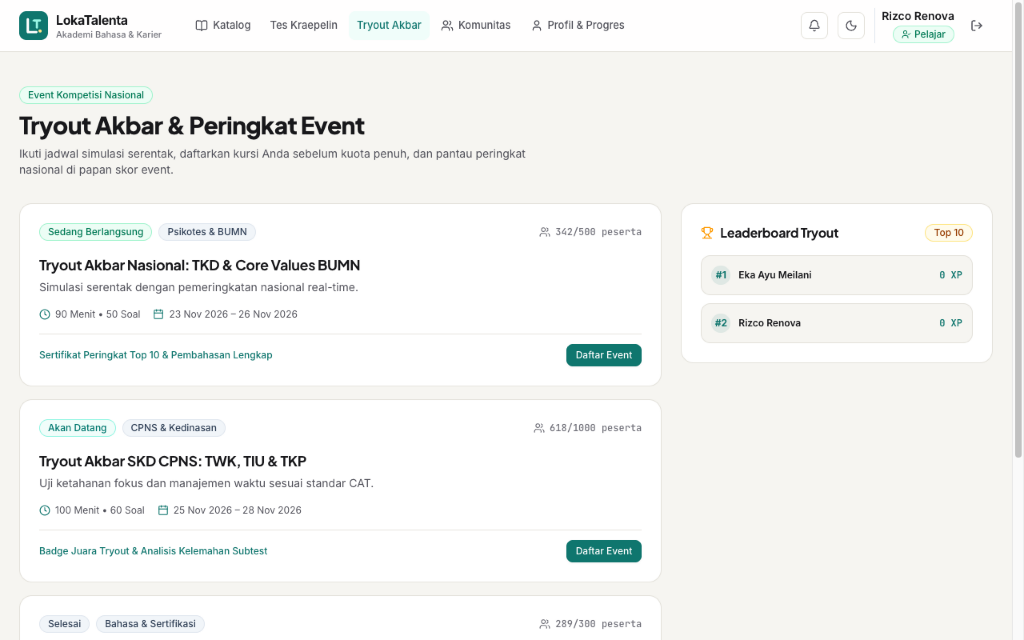 LokaTalenta
Akademi Bahasa & Karier
Katalog
Tes Kraepelin
Tryout Akbar
Komunitas
Profil & Progres
Rizco Renova
Pelajar
Event Kompetisi Nasional
Tryout Akbar & Peringkat Event
Ikuti jadwal simulasi serentak, daftarkan kursi Anda sebelum kuota penuh, dan pantau peringkat
nasional di papan skor event.
Sedang Berlangsung
Psikotes & BUMN
342/500 peserta
Tryout Akbar Nasional: TKD & Core Values BUMN
Simulasi serentak dengan pemeringkatan nasional real-time.
90 Menit • 50 Soal
23 Nov 2026 – 26 Nov 2026
Sertifikat Peringkat Top 10 & Pembahasan Lengkap
Daftar Event
Akan Datang
CPNS & Kedinasan
618/1000 peserta
Tryout Akbar SKD CPNS: TWK, TIU & TKP
Uji ketahanan fokus dan manajemen waktu sesuai standar CAT.
100 Menit • 60 Soal
25 Nov 2026 – 28 Nov 2026
Badge Juara Tryout & Analisis Kelemahan Subtest
Daftar Event
Selesai
Bahasa & Sertifikasi
289/300 peserta
Leaderboard Tryout
Top 10
#1 Eka Ayu Meilani 0 XP
#2 Rizco Renova 0 XP